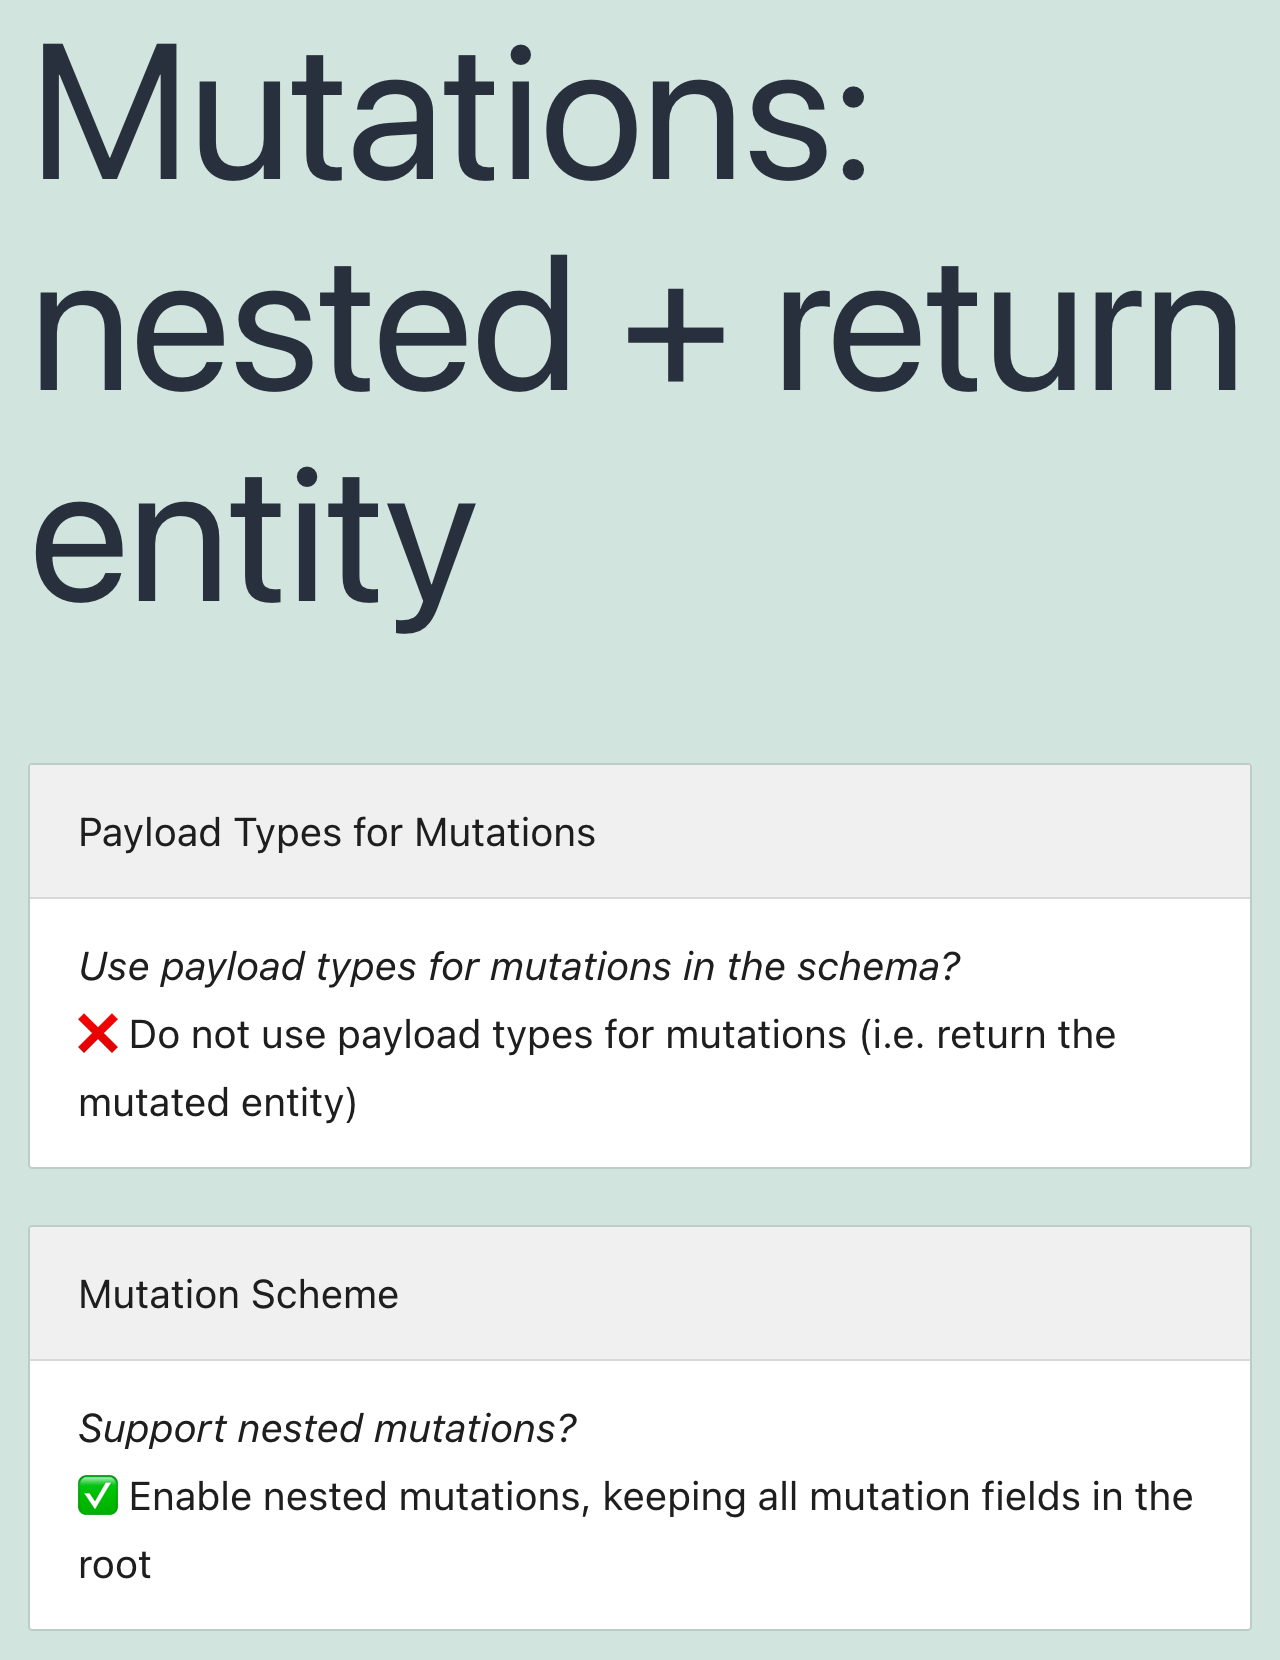 Mutations:
nested + return
entity
Payload Types for Mutations
Use payload types for mutations in the schema?
❌ Do not use payload types for mutations (i.e. return the
mutated entity)
Mutation Scheme
Support nested mutations?
✅ Enable nested mutations, keeping all mutation fields in the
root